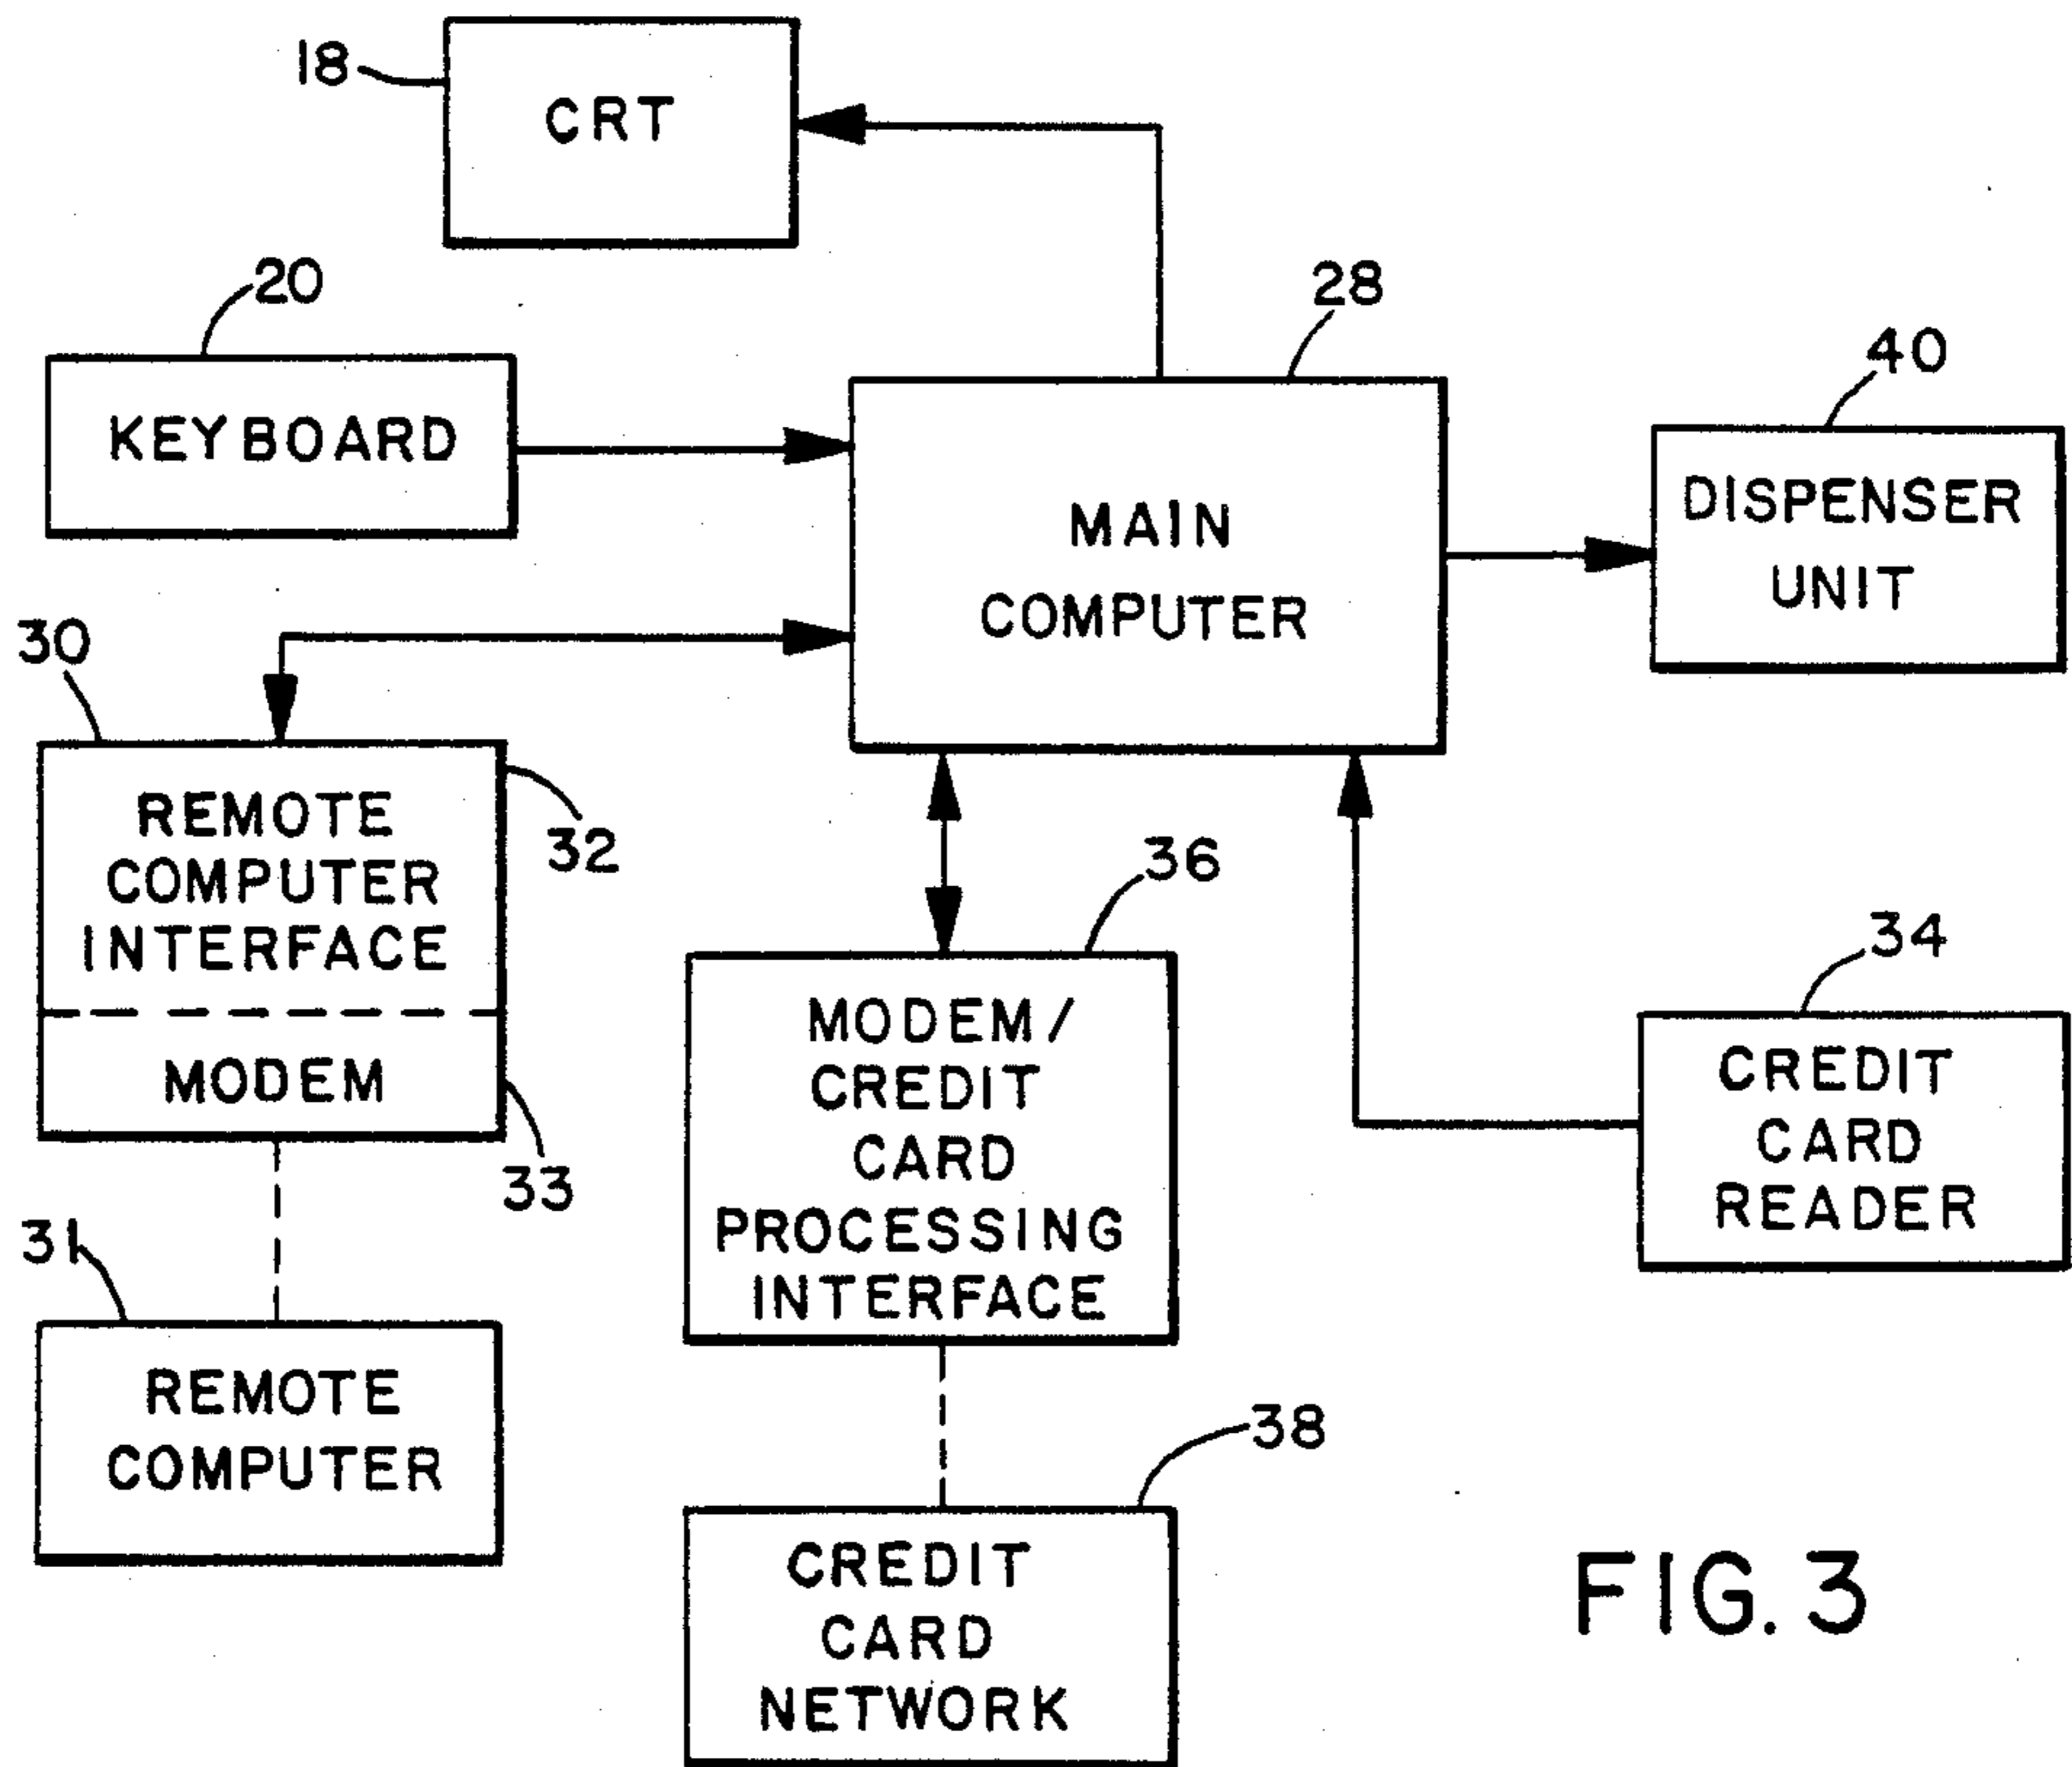 18
CRT
20
KEYBOARD
28
MAIN
COMPUTER
40
DISPENSER
UNIT
30
REMOTE
COMPUTER
INTERFACE
32
MODEM
33
31
REMOTE
COMPUTER
36
MODEM/
CREDIT
CARD
PROCESSING
INTERFACE
34
CREDIT
CARD
READER
38
CREDIT
CARD
NETWORK
FIG. 3